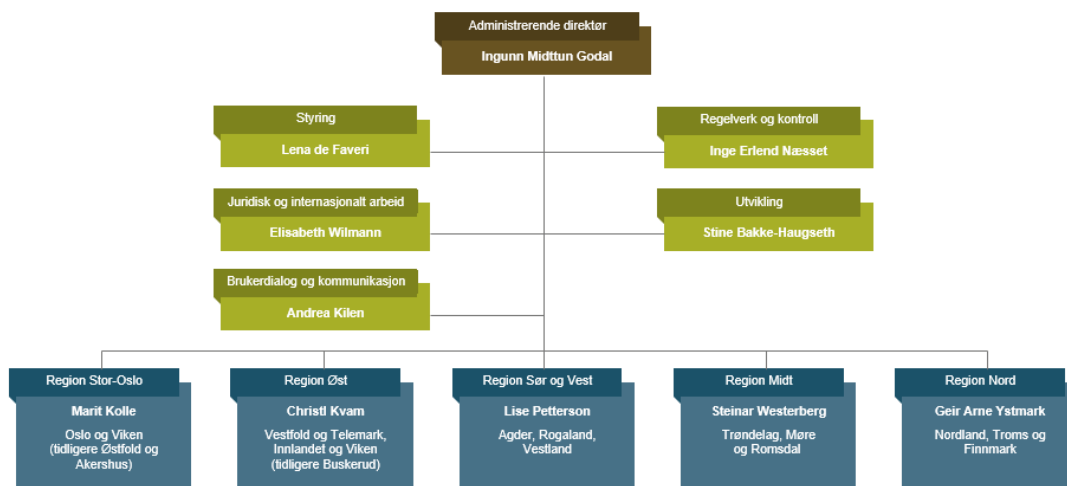 Administrerende direktør
Ingunn Midttun Godal
Styring
Lena de Faveri
Regelverk og kontroll
Inge Erlend Næsset
Juridisk og internasjonalt arbeid
Elisabeth Wilmann
Utvikling
Stine Bakke-Haugseth
Brukerdialog og kommunikasjon
Andrea Kilen
Region Stor-Oslo
Marit Kolle
Oslo og Viken
(tidligere Østfold og
Akershus)
Region Øst
Christl Kvam
Vestfold og Telemark,
Innlandet og Viken
(tidligere Buskerud)
Region Sør og Vest
Lise Petterson
Agder, Rogaland,
Vestland
Region Midt
Steinar Westerberg
Trøndelag, Møre
og Romsdal
Region Nord
Geir Arne Ystmark
Nordland, Troms og
Finnmark